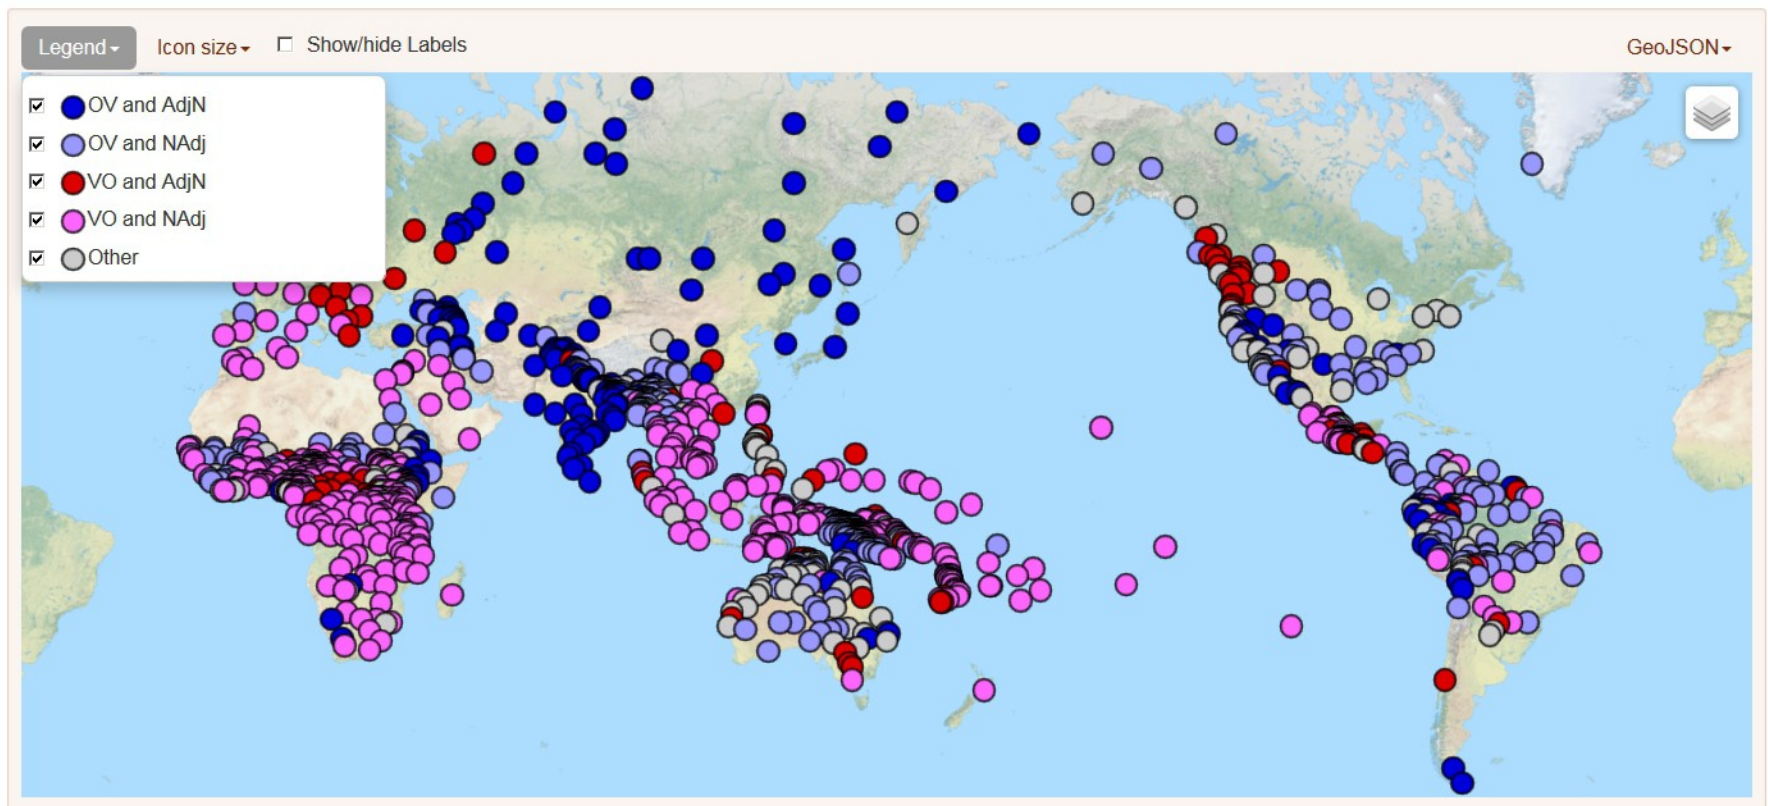 Legend
Icon size
Show/hide Labels
GeoJSON
OV and AdjN
OV and NAdj
VO and AdjN
VO and NAdj
Other